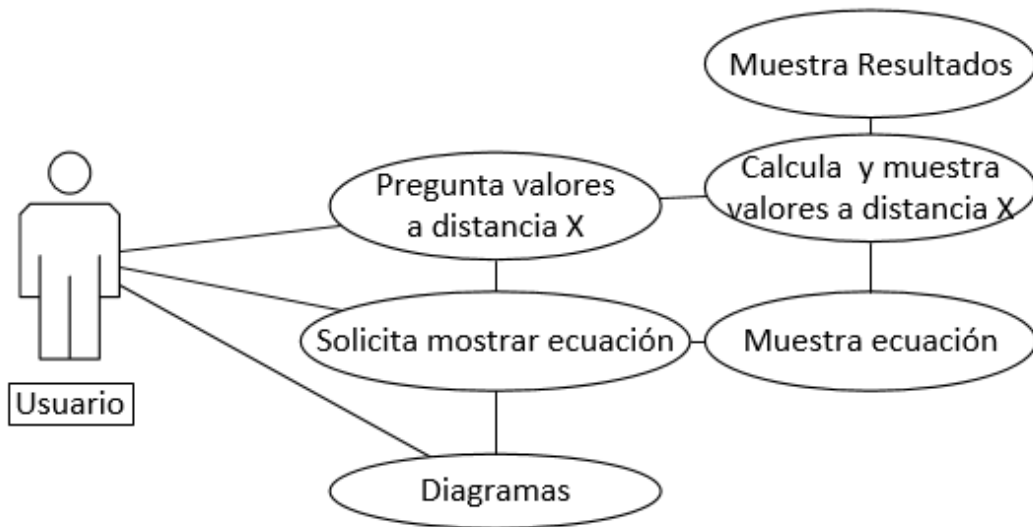 Muestra Resultados
Pregunta valores
a distancia X
Calcula y muestra
valores a distancia X
Solicita mostrar ecuación
Muestra ecuación
Usuario
Diagramas